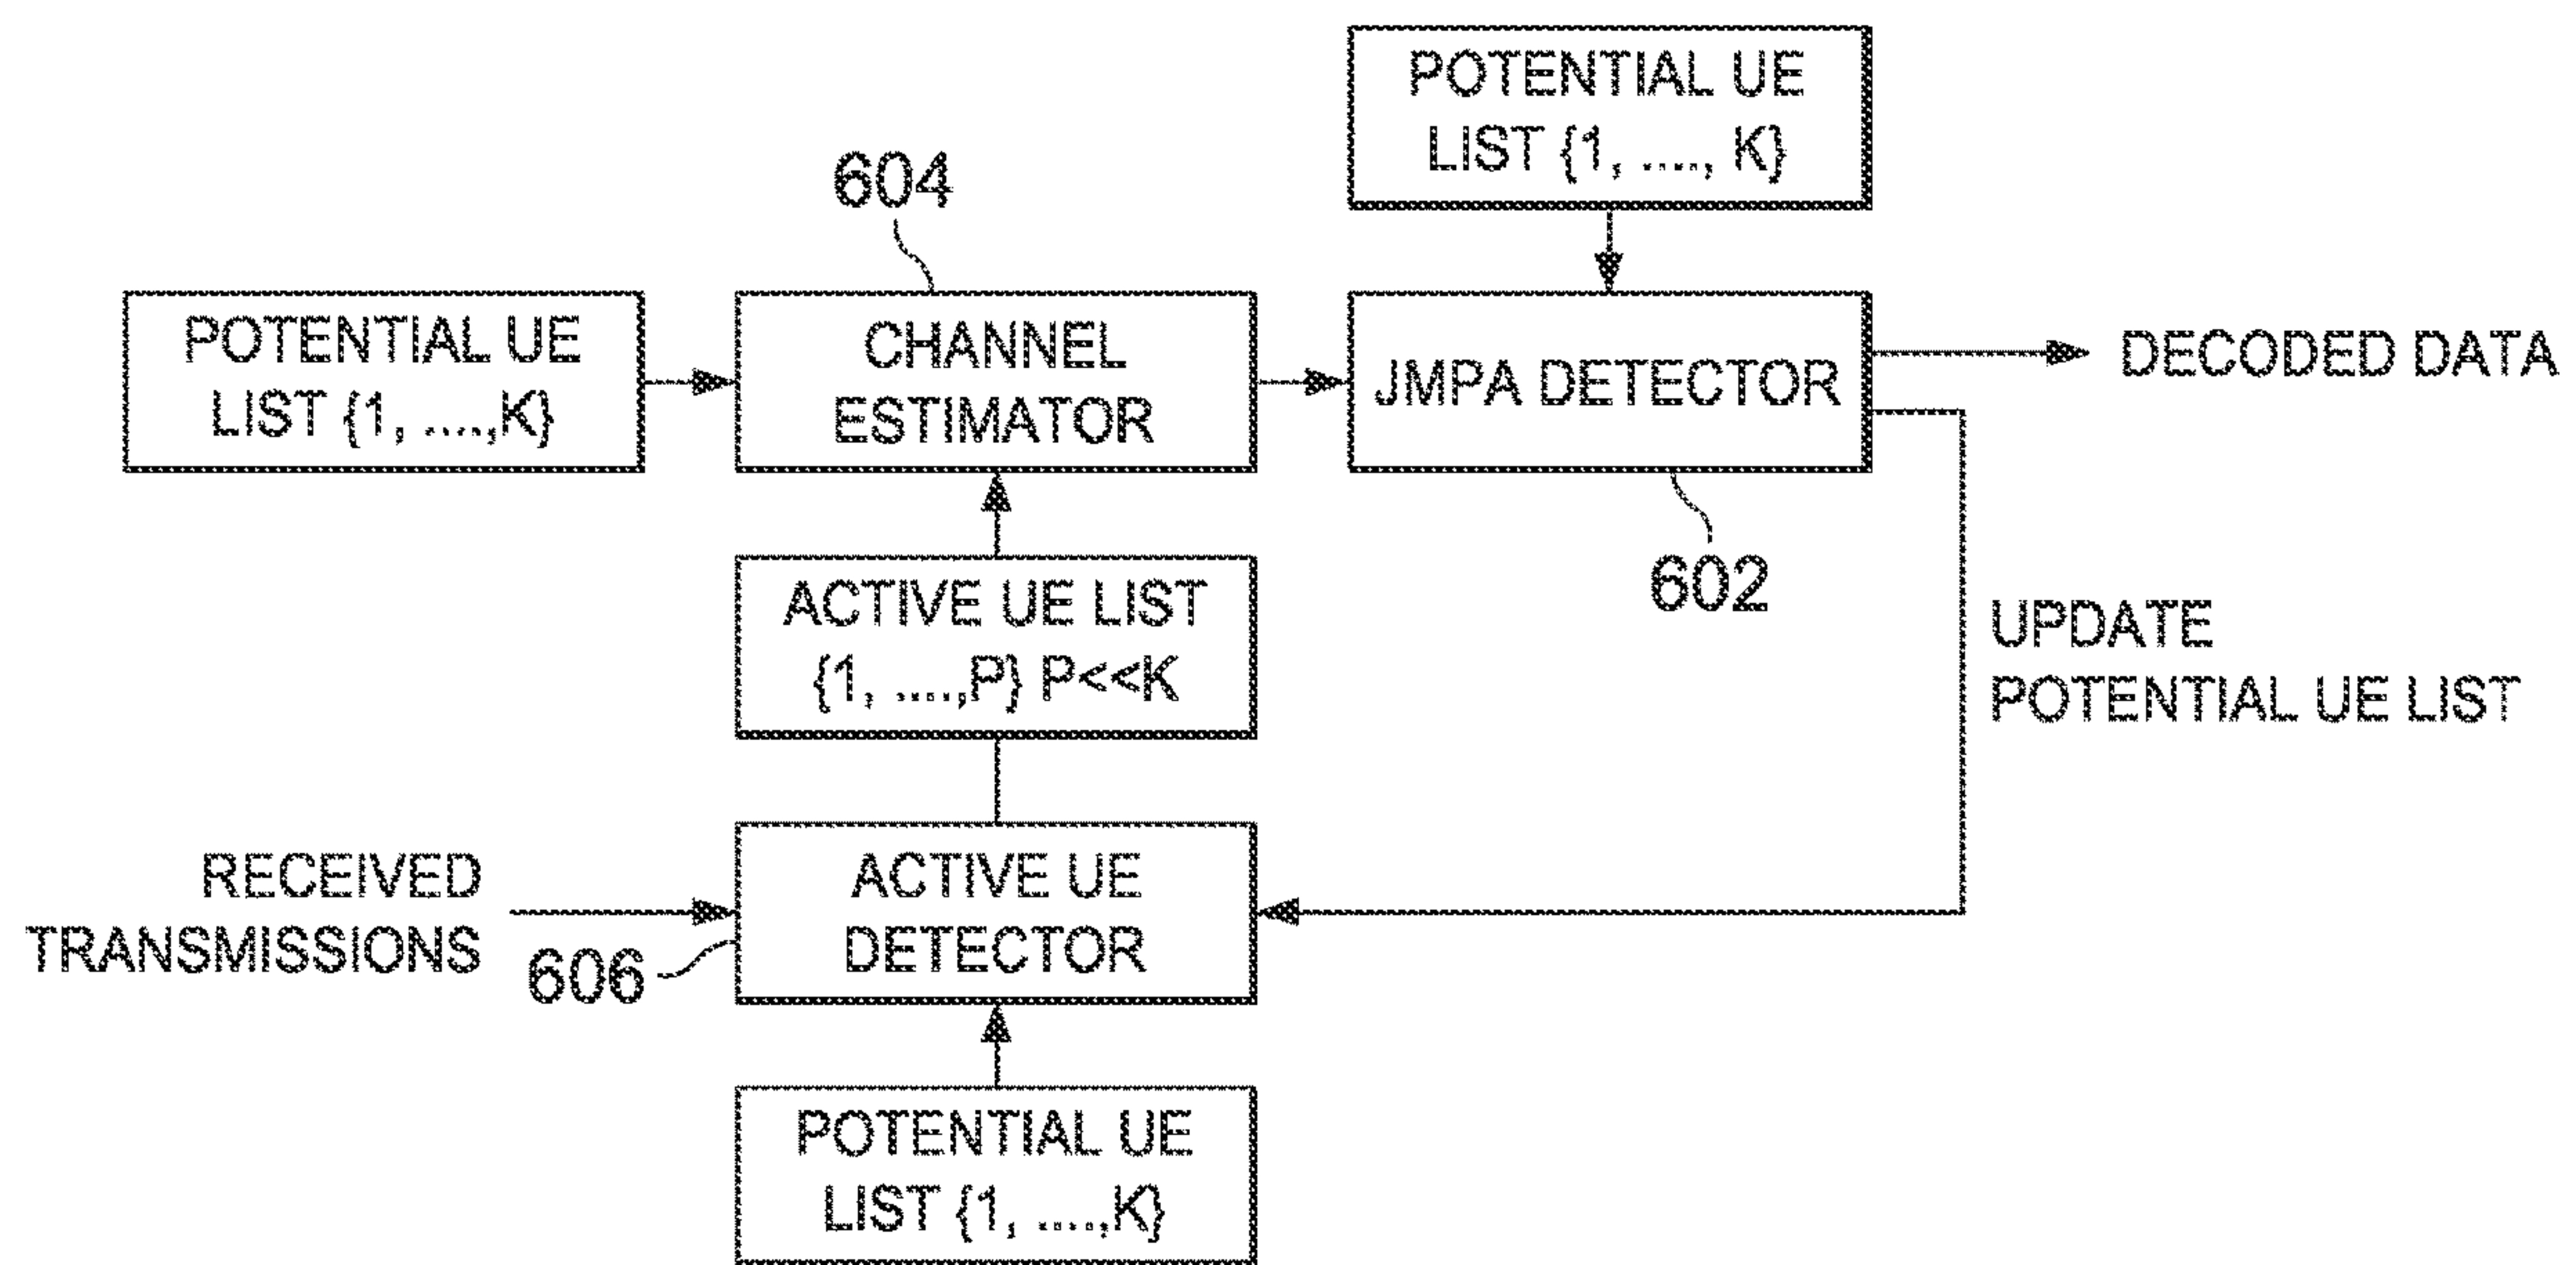 POTENTIAL UE
LIST {1, ...., K}
604
POTENTIAL UE
LIST {1, ....,K}
CHANNEL
ESTIMATOR
JMPA DETECTOR
DECODED DATA
602
ACTIVE UE LIST
{1, ....,P} P<<K
UPDATE
POTENTIAL UE LIST
RECEIVED
TRANSMISSIONS
606
ACTIVE UE
DETECTOR
POTENTIAL UE
LIST {1, ....,K}